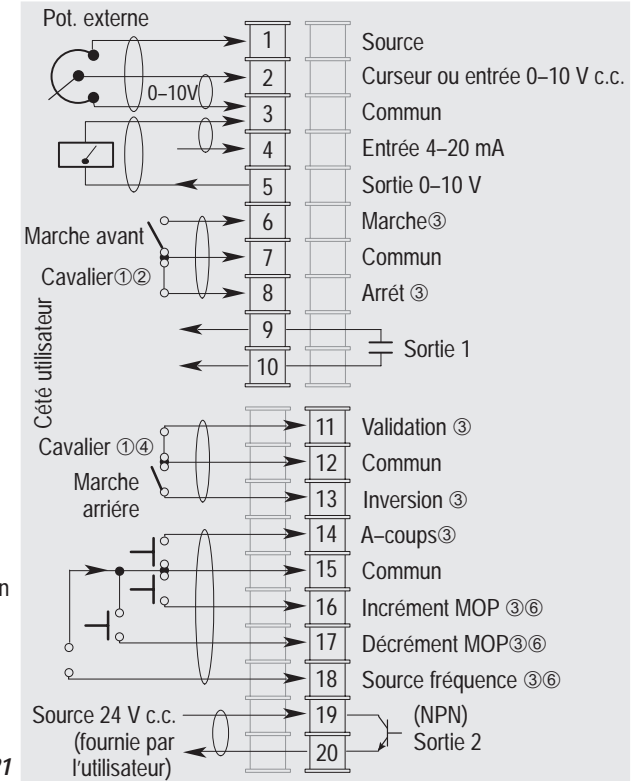 Pot. externe
1 Source
2 Curseur ou entrée 0–10 V c.c.
0–10V
3 Commun
4 Entrée 4–20 mA
5 Sortie 0–10 V
6 Marche③
Marche avant
7 Commun
Cavalier①②
8 Arrét ③
9
Sortie 1
10
Cété utilisateur
11 Validation ③
Cavalier ①④
12 Commun
Marche
arriére
13 Inversion ③
14 A–coups③
15 Commun
n
16 Incrément MOP ③⑥
17 Décrément MOP③⑥
18 Source fréquence ③⑥
Source 24 V c.c.
(fournie par
l'utilisateur)
19 (NPN)
Sortie 2
20
21